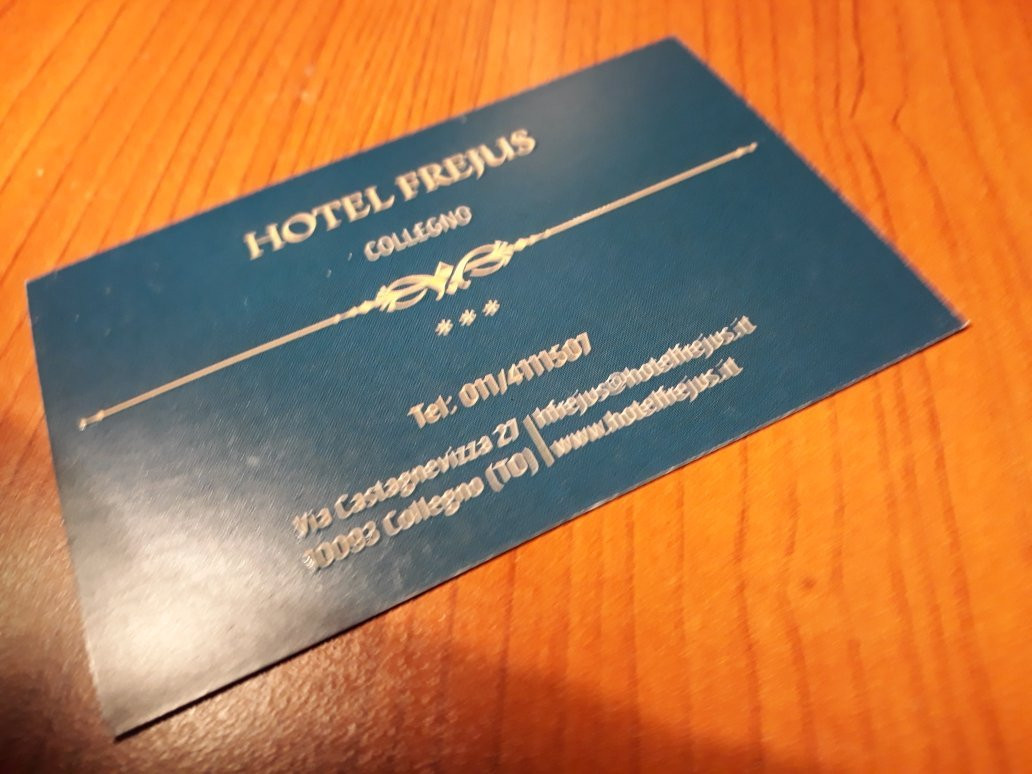 HOTEL FREJUS
COLLEGNO
***
Tel: 011/4111507
Via Castagnevizza 27 | hfrejus@hotelfrejus.it
10093 Collegno (TO) | www.hotelfrejus.it